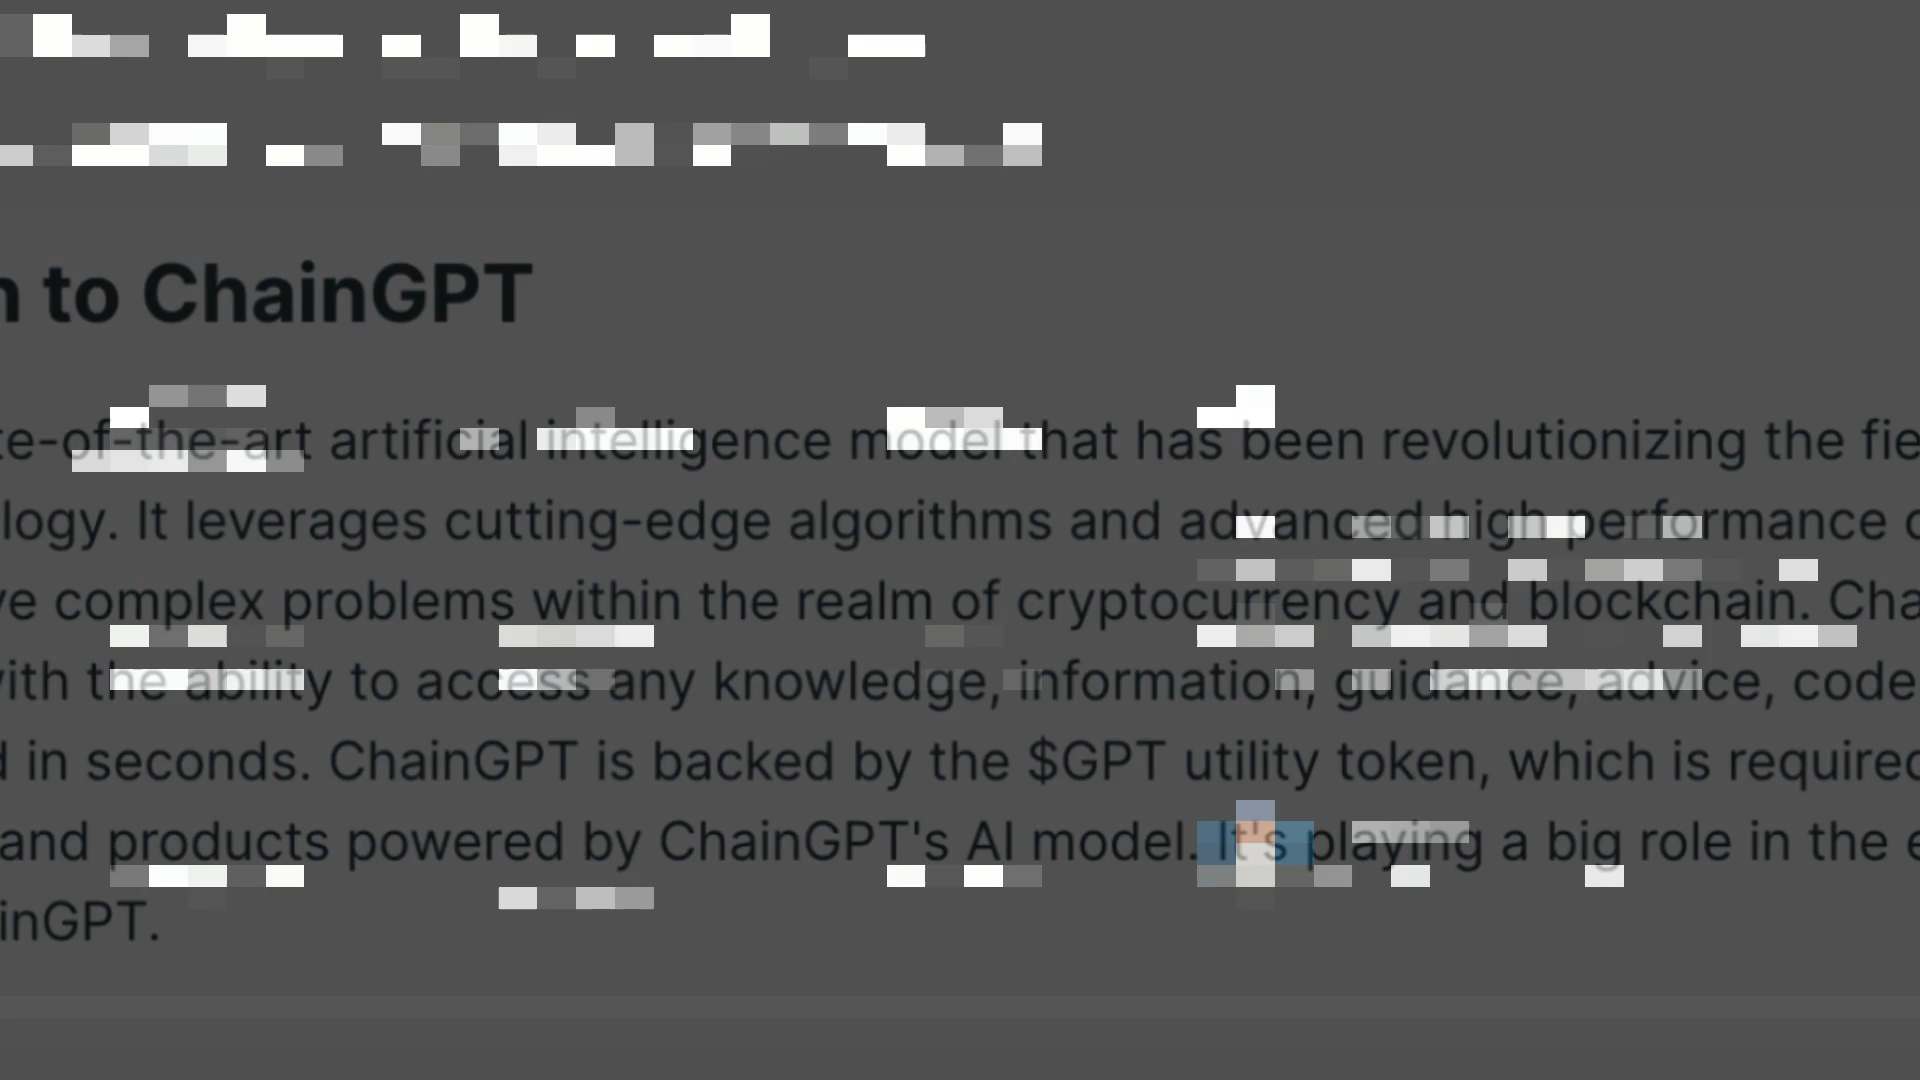 to ChainGPT
te-of-the-art artificial intelligence model that has been revolutionizing the fie
logy. It leverages cutting-edge algorithms and advanced high performance
complex problems within the realm of cryptocurrency and blockchain. Cha
with the ability to access any knowledge, information, guidance, advice, code
in seconds. ChainGPT is backed by the $GPT utility token, which is required
and products powered by ChainGPT's AI model. It's playing a big role in the
inGPT.